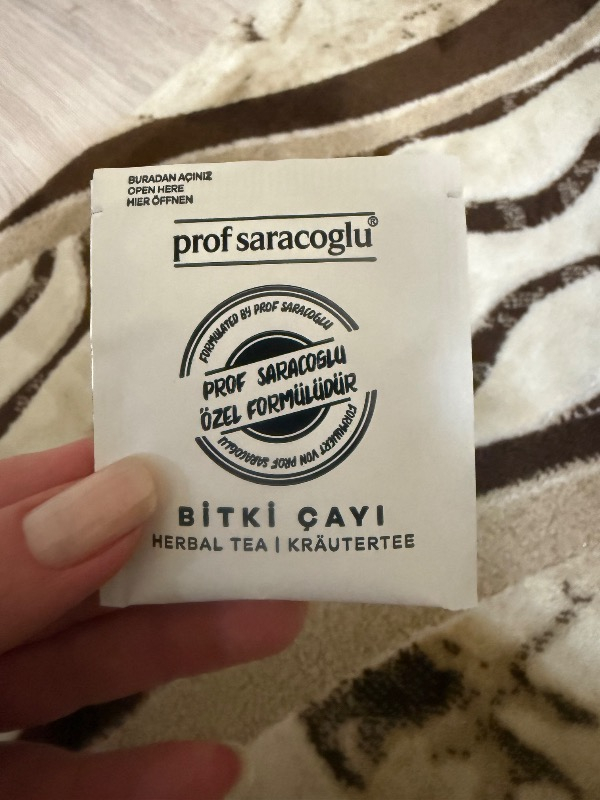 BURADAN AÇINIZ
OPEN HERE
HIER ÖFFNEN
prof saracoglu®
FORMULATED BY PROF SARACOGLU
PROF SARACOGLU
ÖZEL FORMÜLÜDÜR
FORMULIERT VON PROF SARACOGLU
BİTKİ ÇAYI
HERBAL TEA | KRÄUTERTEE